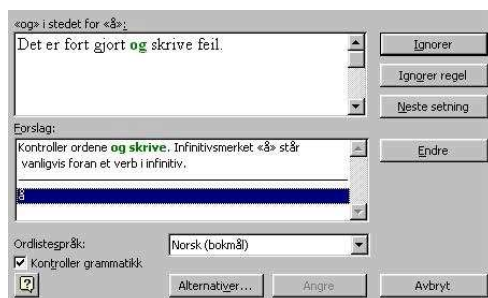 «og» i stedet for «å»:
Det er fort gjort og skrive feil.
Ignorer
Ignorer regel
Neste setning
Forslag:
Kontroller ordene og skrive. Infinitivsmerket «å» står
vanligvis foran et verb i infinitiv.
Endre
å
Ordlistespråk:
Norsk (bokmål)
Kontroller grammatikk
?
Alternativer...
Angre
Avbryt